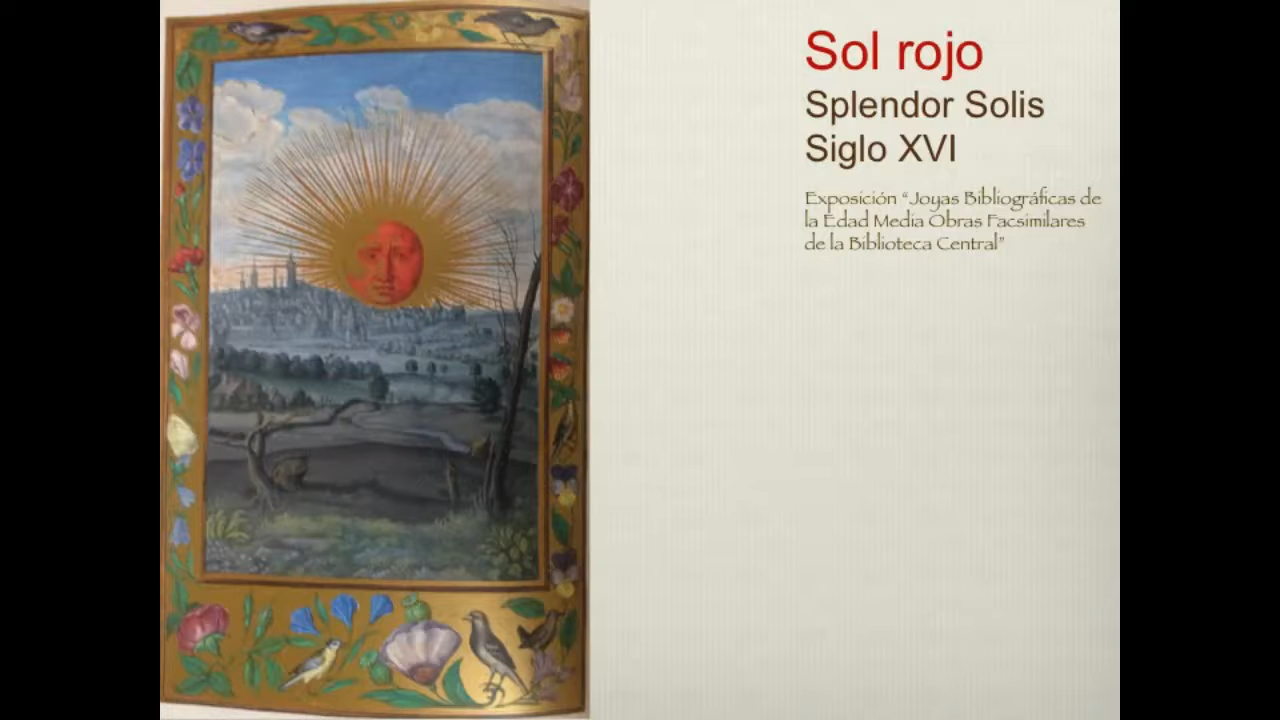 Sol rojo
Splendor Solis
Siglo XVI
Exposición “Joyas Bibliográficas de
la Edad Media Obras Facsimilares
de la Biblioteca Central”